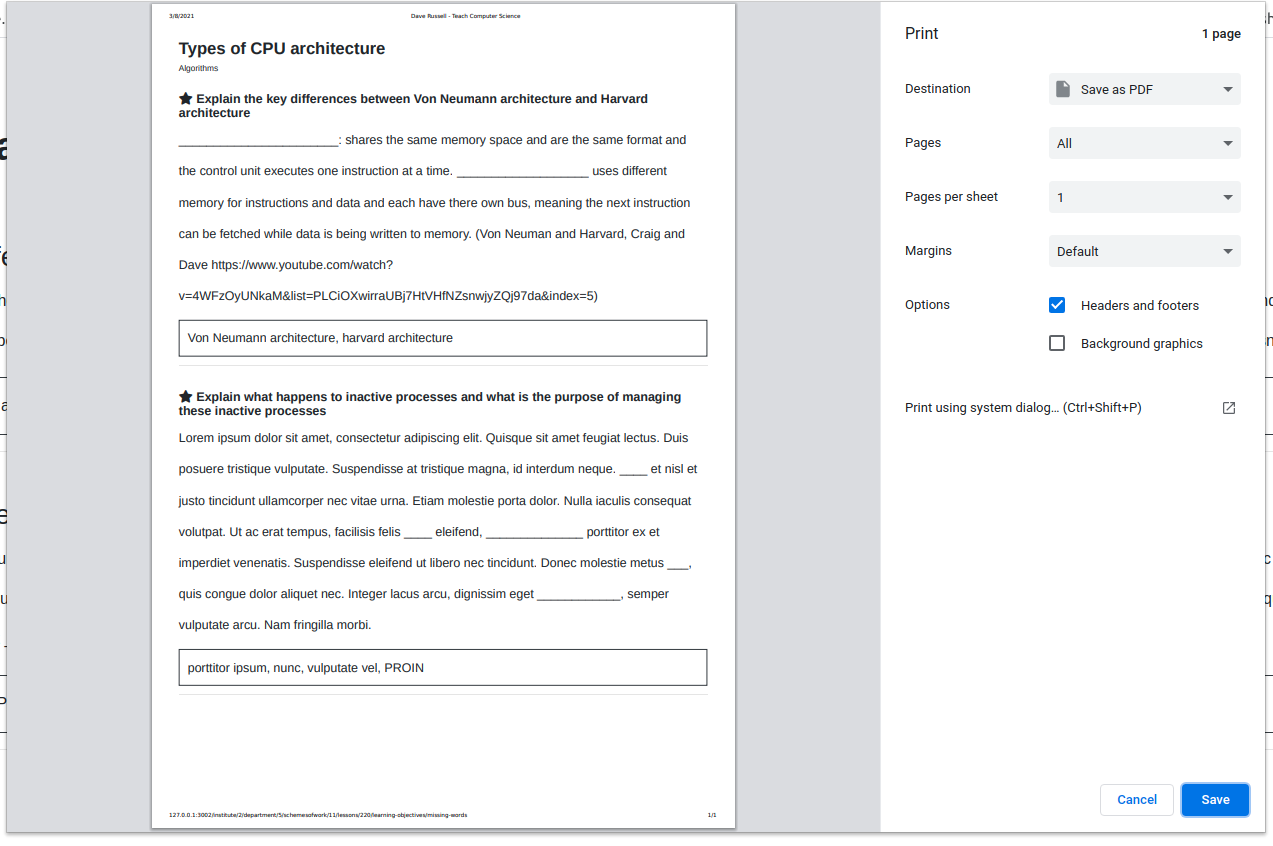 3/8/2021 Dave Russell - Teach Computer Science
Types of CPU architecture
Algorithms
★ Explain the key differences between Von Neumann architecture and Harvard
architecture
_______________________: shares the same memory space and are the same format and
the control unit executes one instruction at a time. ___________________ uses different
memory for instructions and data and each have there own bus, meaning the next instruction
can be fetched while data is being written to memory. (Von Neuman and Harvard, Craig and
Dave https://www.youtube.com/watch?
v=4WFzOyUNkaM&list=PLCiOXwirraUBj7HtVHfNZsnwjyZQj97da&index=5)
Von Neumann architecture, harvard architecture
★ Explain what happens to inactive processes and what is the purpose of managing
these inactive processes
Lorem ipsum dolor sit amet, consectetur adipiscing elit. Quisque sit amet feugiat lectus. Duis
posuere tristique vulputate. Suspendisse at tristique magna, id interdum neque. ____ et nisl et
justo tincidunt ullamcorper nec vitae urna. Etiam molestie porta dolor. Nulla iaculis consequat
volutpat. Ut ac erat tempus, facilisis felis ____ eleifend, ______________ porttitor ex et
imperdiet venenatis. Suspendisse eleifend ut libero nec tincidunt. Donec molestie metus ___,
quis congue dolor aliquet nec. Integer lacus arcu, dignissim eget ____________, semper
vulputate arcu. Nam fringilla morbi.
porttitor ipsum, nunc, vulputate vel, PROIN
127.0.0.1:3002/institute/2/department/5/schemesofwork/11/lessons/220/learning-objectives/missing-words 1/1
Print 1 page
Destination Save as PDF
Pages All
Pages per sheet 1
Margins Default
Options Headers and footers
Background graphics
Print using system dialog... (Ctrl+Shift+P)
Cancel Save